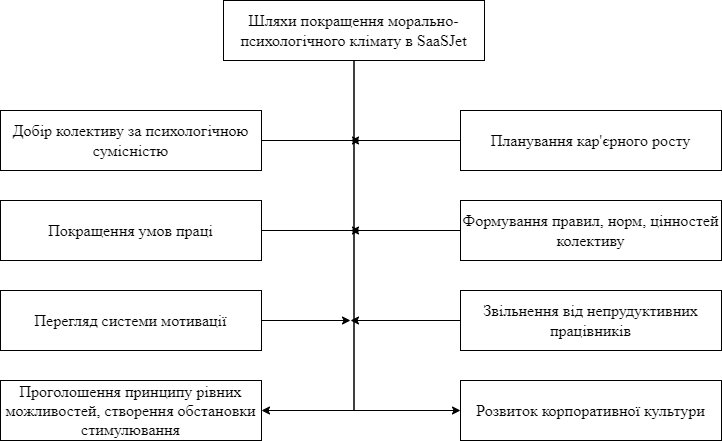 Шляхи покращення морально-
психологічного клімату в SaaSJet
Добір колективу за психологічною
сумісністю
Планування кар'єрного росту
Покращення умов праці
Формування правил, норм, цінностей
колективу
Перегляд системи мотивації
Звільнення від непрудуктивних
працівників
Проголошення принципу рівних
можливостей, створення обстановки
стимулювання
Розвиток корпоративної культури